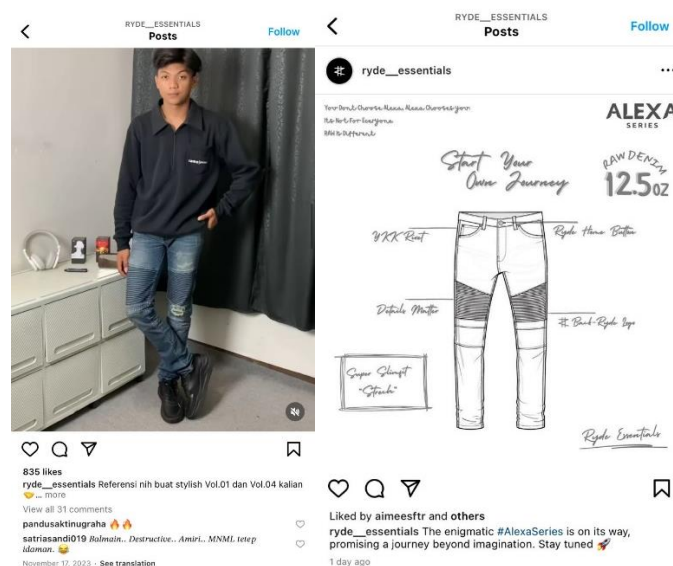 RYDE__ESSENTIALS
Posts
Follow
835 likes
ryde__essentials Referensi nih buat stylish Vol.01 dan Vol.04 kalian
🤝... more
View all 31 comments
pandusaktinugraha 🔥🔥
satriasandi019 Balmain.. Destructive.. Amiri.. MNML tetep
idaman. 😂
November 17, 2023 · See translation
RYDE__ESSENTIALS
Posts
Follow
ryde__essentials
You Don't Choose Alexa, Alexa Chooses you
It's Not For Everyone
RAW Is Different
ALEXA
SERIES
Start Your
Own Journey
RAW DENIM
12.5oz
YKK Rivet
Ryde Home Button
Details Matter
Back-Ryde Logo
Super Slimfit
Ryde Essentials
Liked by aimeesftr and others
ryde__essentials The enigmatic #AlexaSeries is on its way,
promising a journey beyond imagination. Stay tuned 🚀
1 day ago